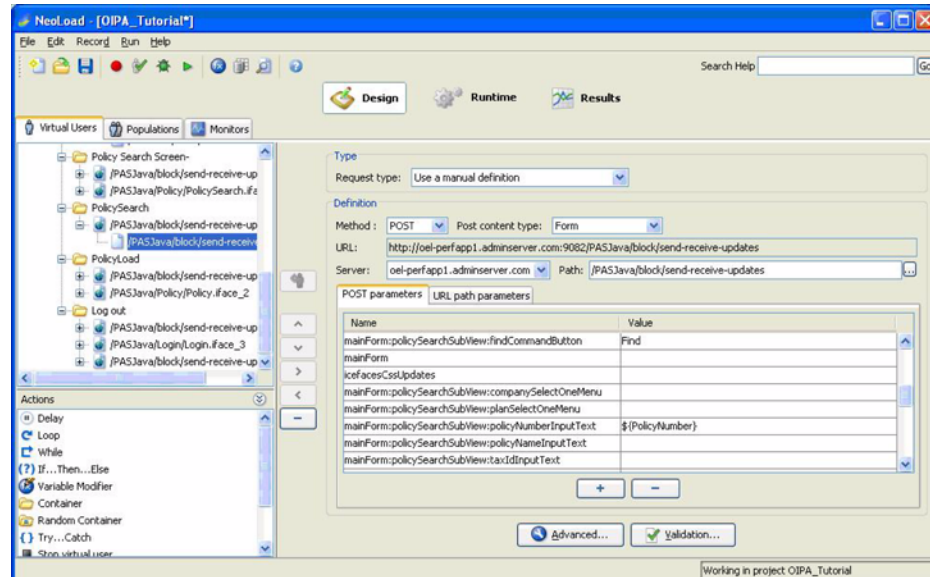 NeoLoad - [OIPA_Tutorial*]
File Edit Record Run Help
Search Help
Go
Design
Runtime
Results
Virtual Users
Populations
Monitors
Policy Search Screen-
/PASJava/block/send-receive-up
/PASJava/Policy/PolicySearch.ifa
PolicySearch
/PASJava/block/send-receive-up
/PASJava/block/send-receive
PolicyLoad
/PASJava/block/send-receive-up
/PASJava/Policy/Policy.iface_2
Log out
/PASJava/block/send-receive-up
/PASJava/Login/Login.iface_3
/PASJava/block/send-receive-up
Actions
Delay
Loop
While
If...Then...Else
Variable Modifier
Container
Random Container
Try...Catch
Stop virtual user
Type
Request type: Use a manual definition
Definition
Method : POST Post content type: Form
URL: http://oel-perfapp1.adminserver.com:9082/PASJava/block/send-receive-updates
Server: oel-perfapp1.adminserver.com Path: /PASJava/block/send-receive-updates
...
POST parameters
URL path parameters
Name Value
mainForm:policySearchSubView:findCommandButton Find
mainForm
icefacesCssUpdates
mainForm:policySearchSubView:companySelectOneMenu
mainForm:policySearchSubView:planSelectOneMenu
mainForm:policySearchSubView:policyNumberInputText ${PolicyNumber}
mainForm:policySearchSubView:policyNameInputText
mainForm:policySearchSubView:taxIdInputText
Advanced...
Validation...
Working in project OIPA_Tutorial